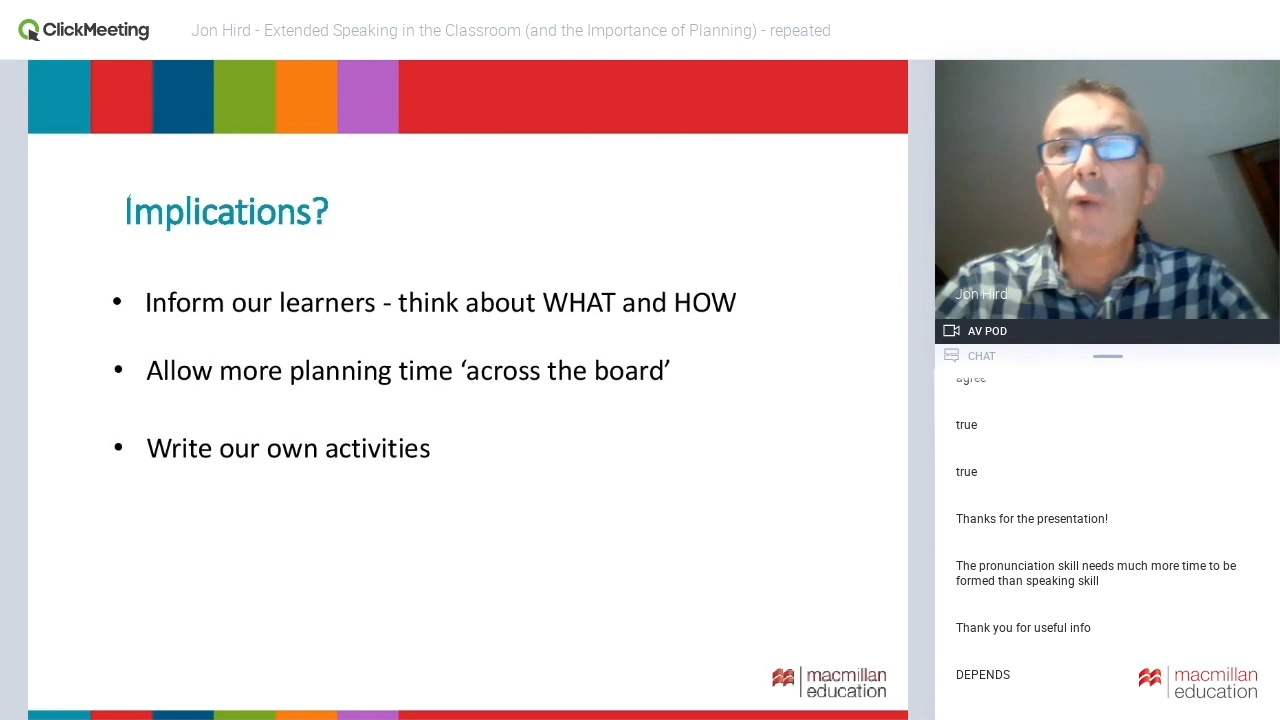 ClickMeeting
Jon Hird - Extended Speaking in the Classroom (and the Importance of Planning) - repeated
Implications?
• Inform our learners - think about WHAT and HOW
• Allow more planning time ‘across the board’
• Write our own activities
macmillan
education
Jon Hird
AV POD
CHAT
agree
true
true
Thanks for the presentation!
The pronunciation skill needs much more time to be
formed than speaking skill
Thank you for useful info
DEPENDS
macmillan
education